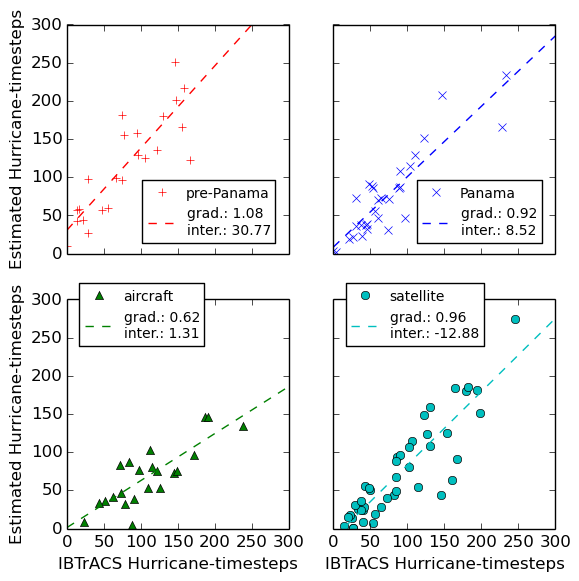 Estimated Hurricane-timesteps
300
250
200
150
100
50
0
pre-Panama
grad.: 1.08
inter.: 30.77
Panama
grad.: 0.92
inter.: 8.52
Estimated Hurricane-timesteps
300
250
200
150
100
50
0
aircraft
grad.: 0.62
inter.: 1.31
satellite
grad.: 0.96
inter.: -12.88
0 50 100 150 200 250 300
0 50 100 150 200 250 300
IBTrACS Hurricane-timesteps
IBTrACS Hurricane-timesteps